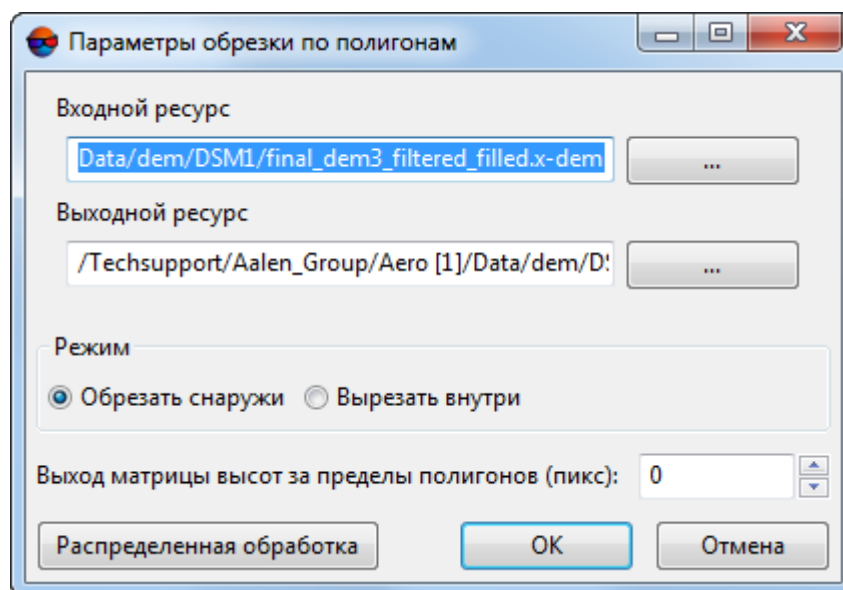 Параметры обрезки по полигонам
Входной ресурс
Data/dem/DSM1/final_dem3_filtered_filled.x-dem
...
Выходной ресурс
/Techsupport/Aalen_Group/Aero [1]/Data/dem/D
...
Режим
Обрезать снаружи Вырезать внутри
Выход матрицы высот за пределы полигонов (пикс): 0
Распределенная обработка OK Отмена